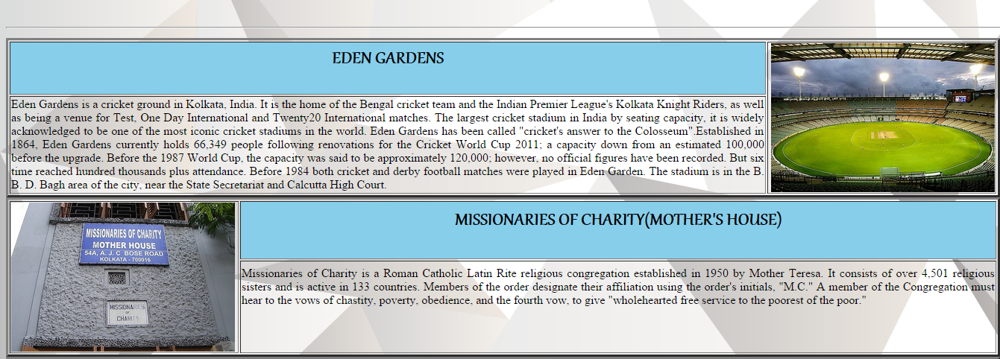 EDEN GARDENS
Eden Gardens is a cricket ground in Kolkata, India. It is the home of the Bengal cricket team and the Indian Premier League's Kolkata Knight Riders, as well
as being a venue for Test, One Day International and Twenty20 International matches. The largest cricket stadium in India by seating capacity, it is widely
acknowledged to be one of the most iconic cricket stadiums in the world. Eden Gardens has been called "cricket's answer to the Colosseum".Established in
1864, Eden Gardens currently holds 66,349 people following renovations for the Cricket World Cup 2011; a capacity down from an estimated 100,000
before the upgrade. Before the 1987 World Cup, the capacity was said to be approximately 120,000; however, no official figures have been recorded. But six
time reached hundred thousands plus attendance. Before 1984 both cricket and derby football matches were played in Eden Garden. The stadium is in the B.
B. D. Bagh area of the city, near the State Secretariat and Calcutta High Court.
MISSIONARIES OF CHARITY
MOTHER HOUSE
54A, A. J. C BOSE ROAD
KOLKATA - 700016
MISSIONARIES
OF
CHARITY
MISSIONARIES OF CHARITY(MOTHER'S HOUSE)
Missionaries of Charity is a Roman Catholic Latin Rite religious congregation established in 1950 by Mother Teresa. It consists of over 4,501 religious
sisters and is active in 133 countries. Members of the order designate their affiliation using the order's initials, "M.C." A member of the Congregation must
hear to the vows of chastity, poverty, obedience, and the fourth vow, to give "wholehearted free service to the poorest of the poor."